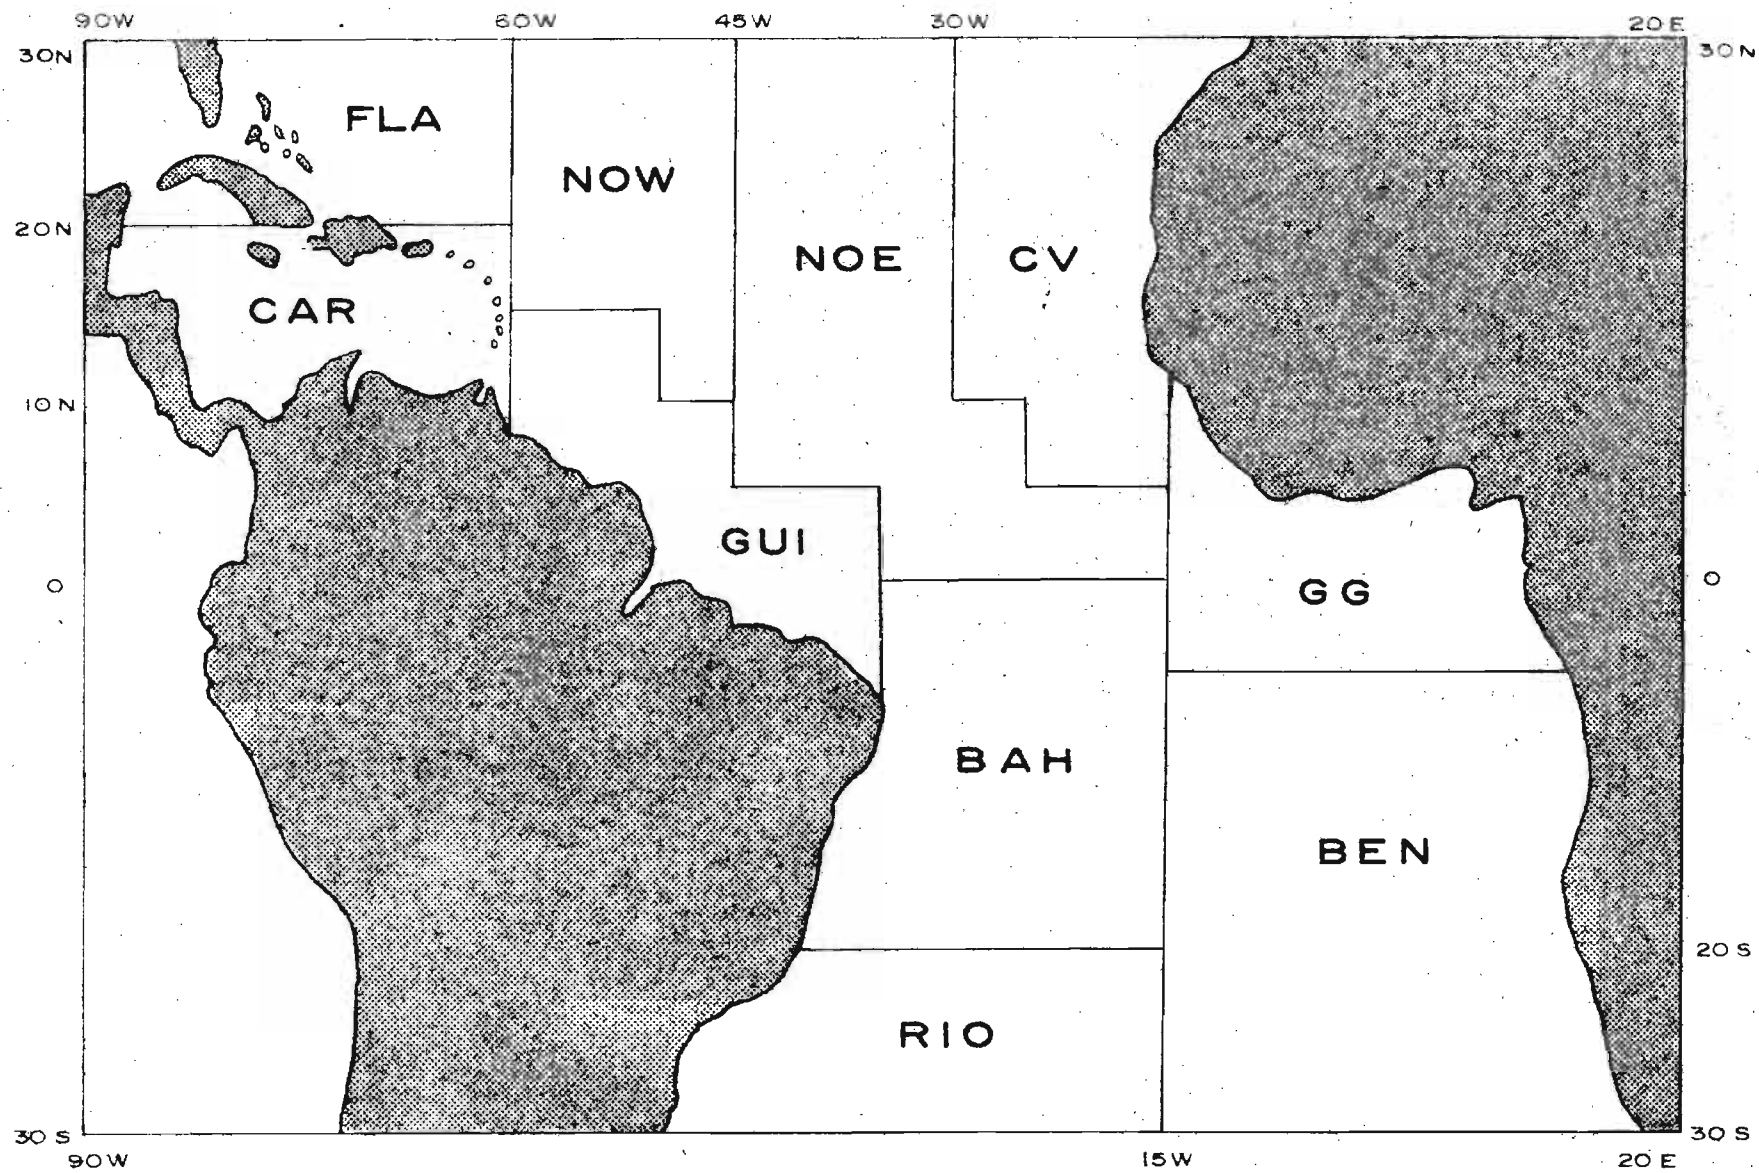 90W 60W 45W 30W 20E
30N 30N
FLA
NOW
20N
NOE CV
CAR
10N
GUI
0 GG 0
BAH
BEN
20S
RIO
30S 30S
90W 15W 20E